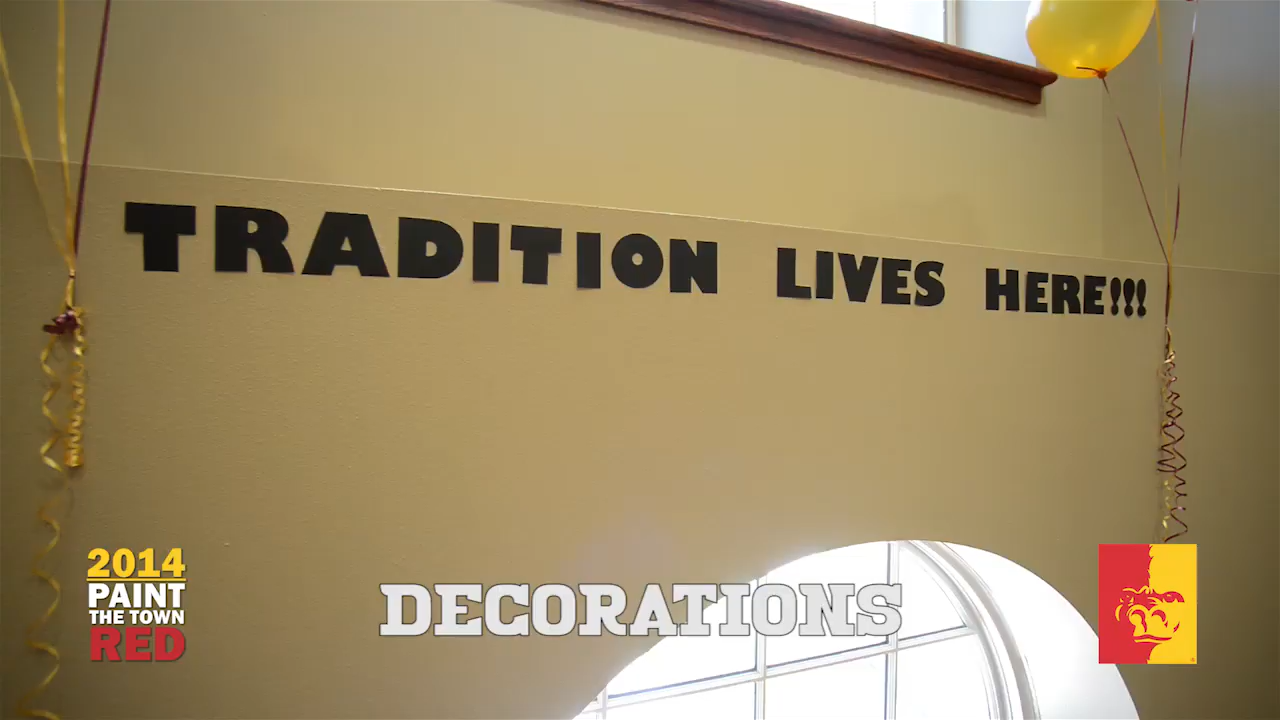 TRADITION LIVES HERE!!!
2014
PAINT
THE TOWN
RED
DECORATIONS